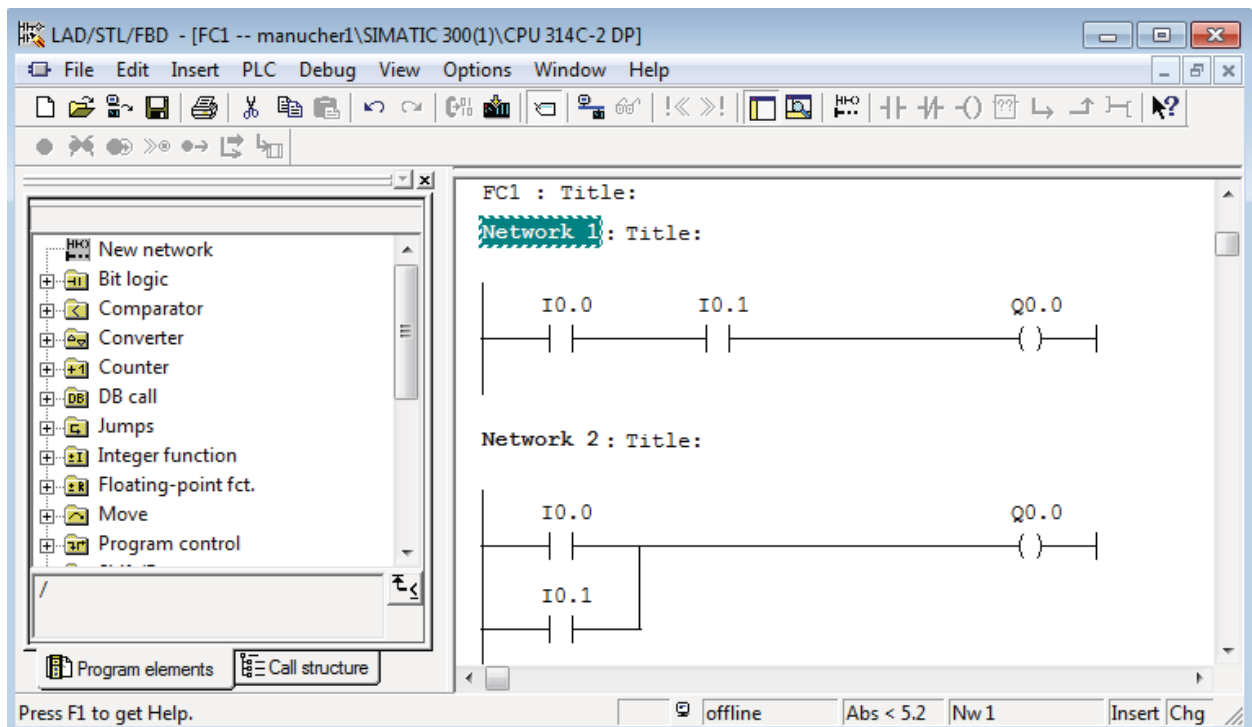 LAD/STL/FBD - [FC1 -- manucher1\SIMATIC 300(1)\CPU 314C-2 DP]
File Edit Insert PLC Debug View Options Window Help
New network
Bit logic
Comparator
Converter
Counter
DB call
Jumps
Integer function
Floating-point fct.
Move
Program control
/
Program elements Call structure
FC1 : Title:
Network 1 : Title:
I0.0 I0.1 Q0.0
Network 2 : Title:
I0.0 Q0.0
I0.1
Press F1 to get Help. offline Abs < 5.2 Nw 1 Insert Chg